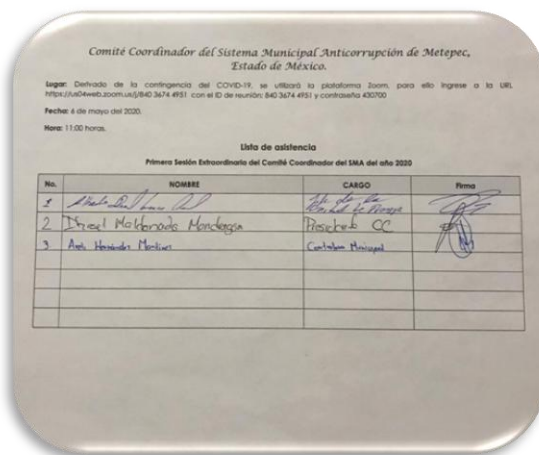 Comité Coordinador del Sistema Municipal Anticorrupción de Metepec,
Estado de México.
Lugar: Derivado de la contingencia del COVID-19, se utilizará la plataforma Zoom, para ello ingrese a la URL
https://us04web.zoom.us/j/840 3674 4951 con el ID de reunión: 840 3674 4951 y contraseña 430700
Fecha: 6 de mayo del 2020.
Hora: 11:00 horas.
Lista de asistencia
Primera Sesión Extraordinaria del Comité Coordinador del SMA del año 2020
No. NOMBRE CARGO Firma
1
2 Maldonado CC
3 Hernández Martínez Municipal